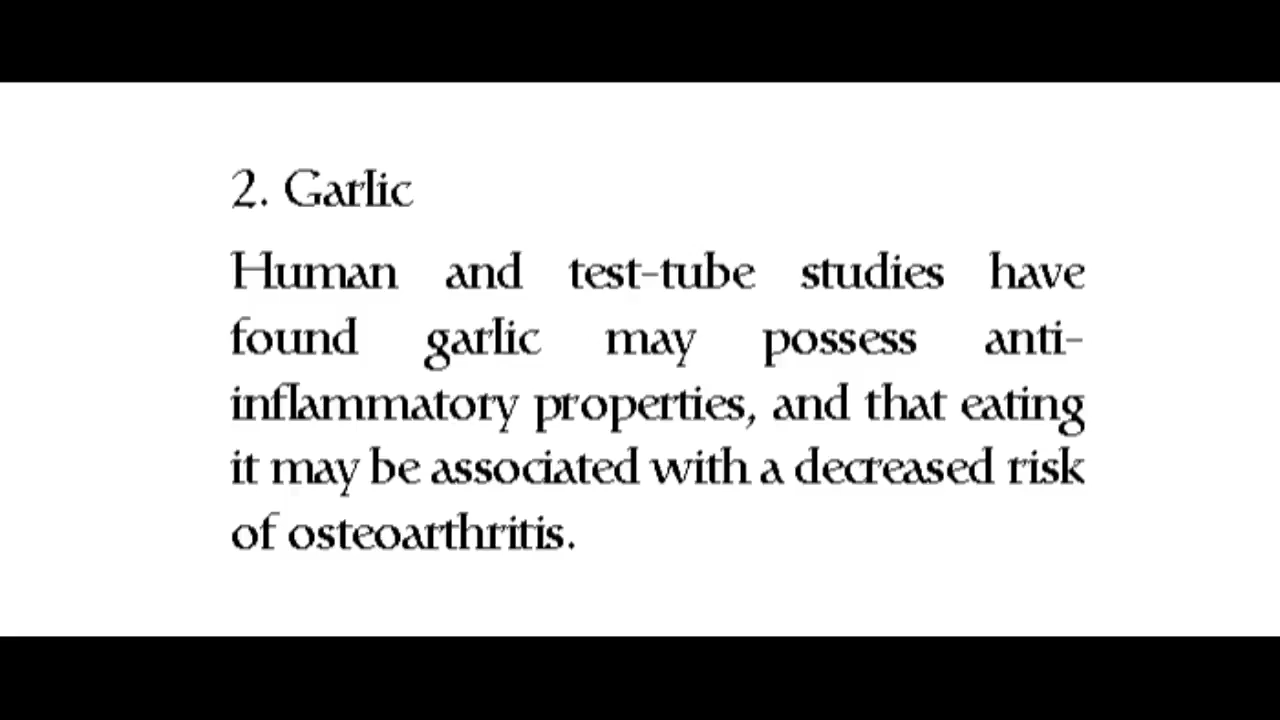 2. Garlic
Human and test-tube studies have
found garlic may possess anti-
inflammatory properties, and that eating
it may be associated with a decreased risk
of osteoarthritis.